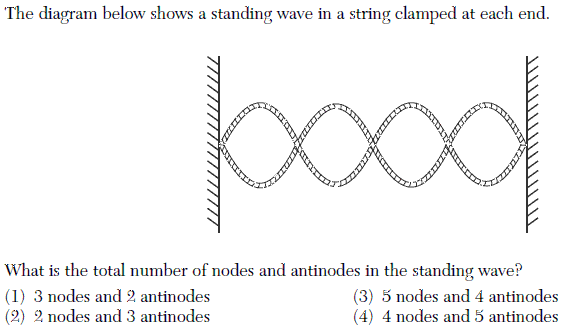 The diagram below shows a standing wave in a string clamped at each end.
What is the total number of nodes and antinodes in the standing wave?
(1) 3 nodes and 2 antinodes (3) 5 nodes and 4 antinodes
(2) 2 nodes and 3 antinodes (4) 4 nodes and 5 antinodes